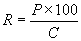 R = P×100 / C